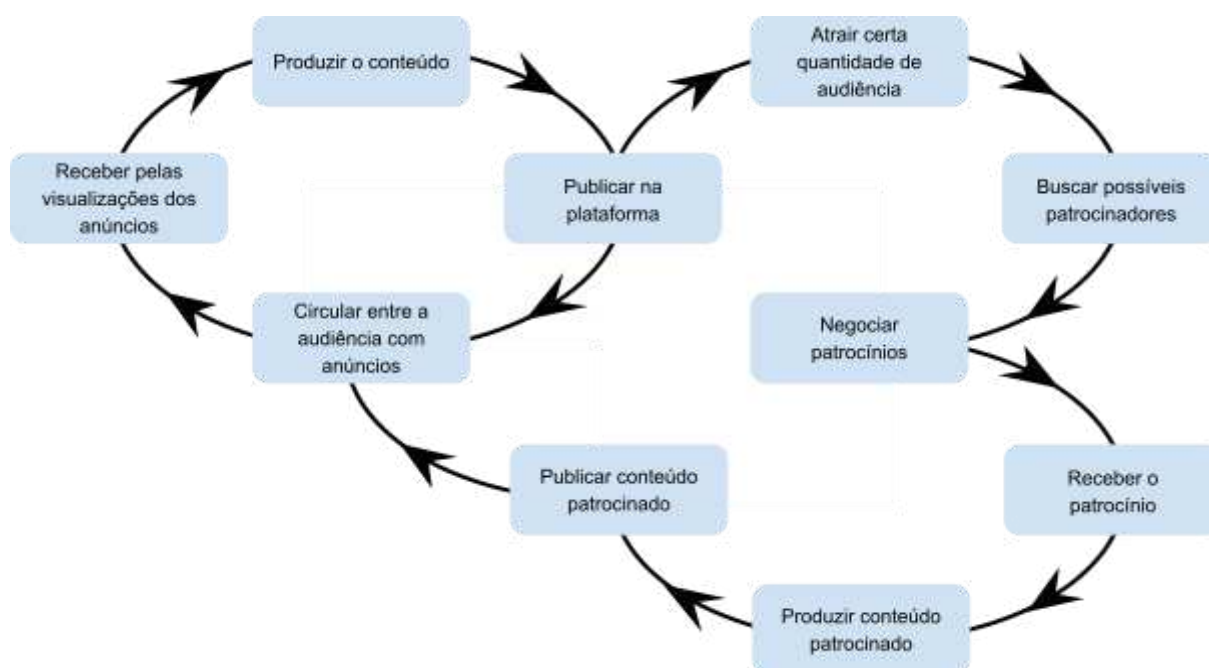 Produzir o conteúdo
Atrair certa
quantidade de
audiência
Receber pelas
visualizações dos
anúncios
Publicar na
plataforma
Buscar possíveis
patrocinadores
Circular entre a
audiência com
anúncios
Negociar
patrocínios
Publicar conteúdo
patrocinado
Receber o
patrocínio
Produzir conteúdo
patrocinado